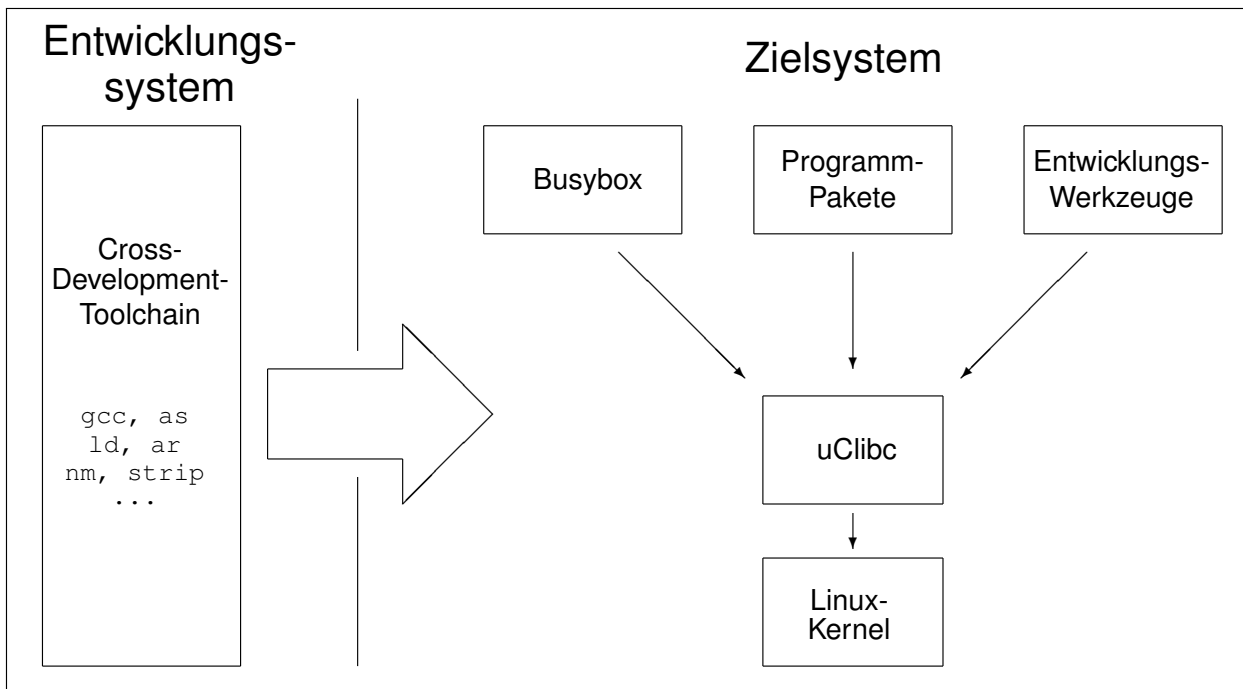 Entwicklungs-
system
Zielsystem
Cross-
Development-
Toolchain
gcc, as
ld, ar
nm, strip
...
Busybox
Programm-
Pakete
Entwicklungs-
Werkzeuge
uClibc
Linux-
Kernel